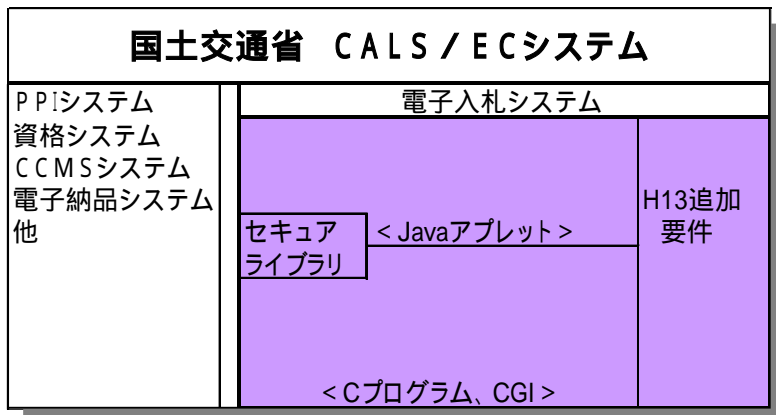 国土交通省 CALS/ECシステム
PPIシステム
資格システム
CCMSシステム
電子納品システム
他
電子入札システム
セキュア
ライブラリ
<Javaアプレット>
<Cプログラム、CGI>
H13追加
要件